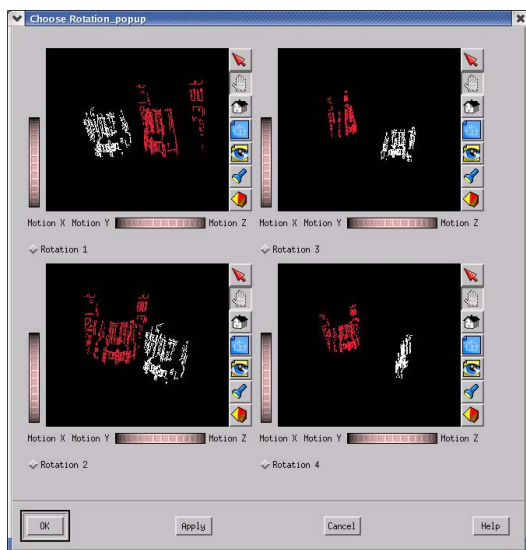 Choose Rotation_popup
Motion X Motion Y Motion Z
Motion X Motion Y Motion Z
Rotation 1
Rotation 3
Motion X Motion Y Motion Z
Motion X Motion Y Motion Z
Rotation 2
Rotation 4
OK Apply Cancel Help